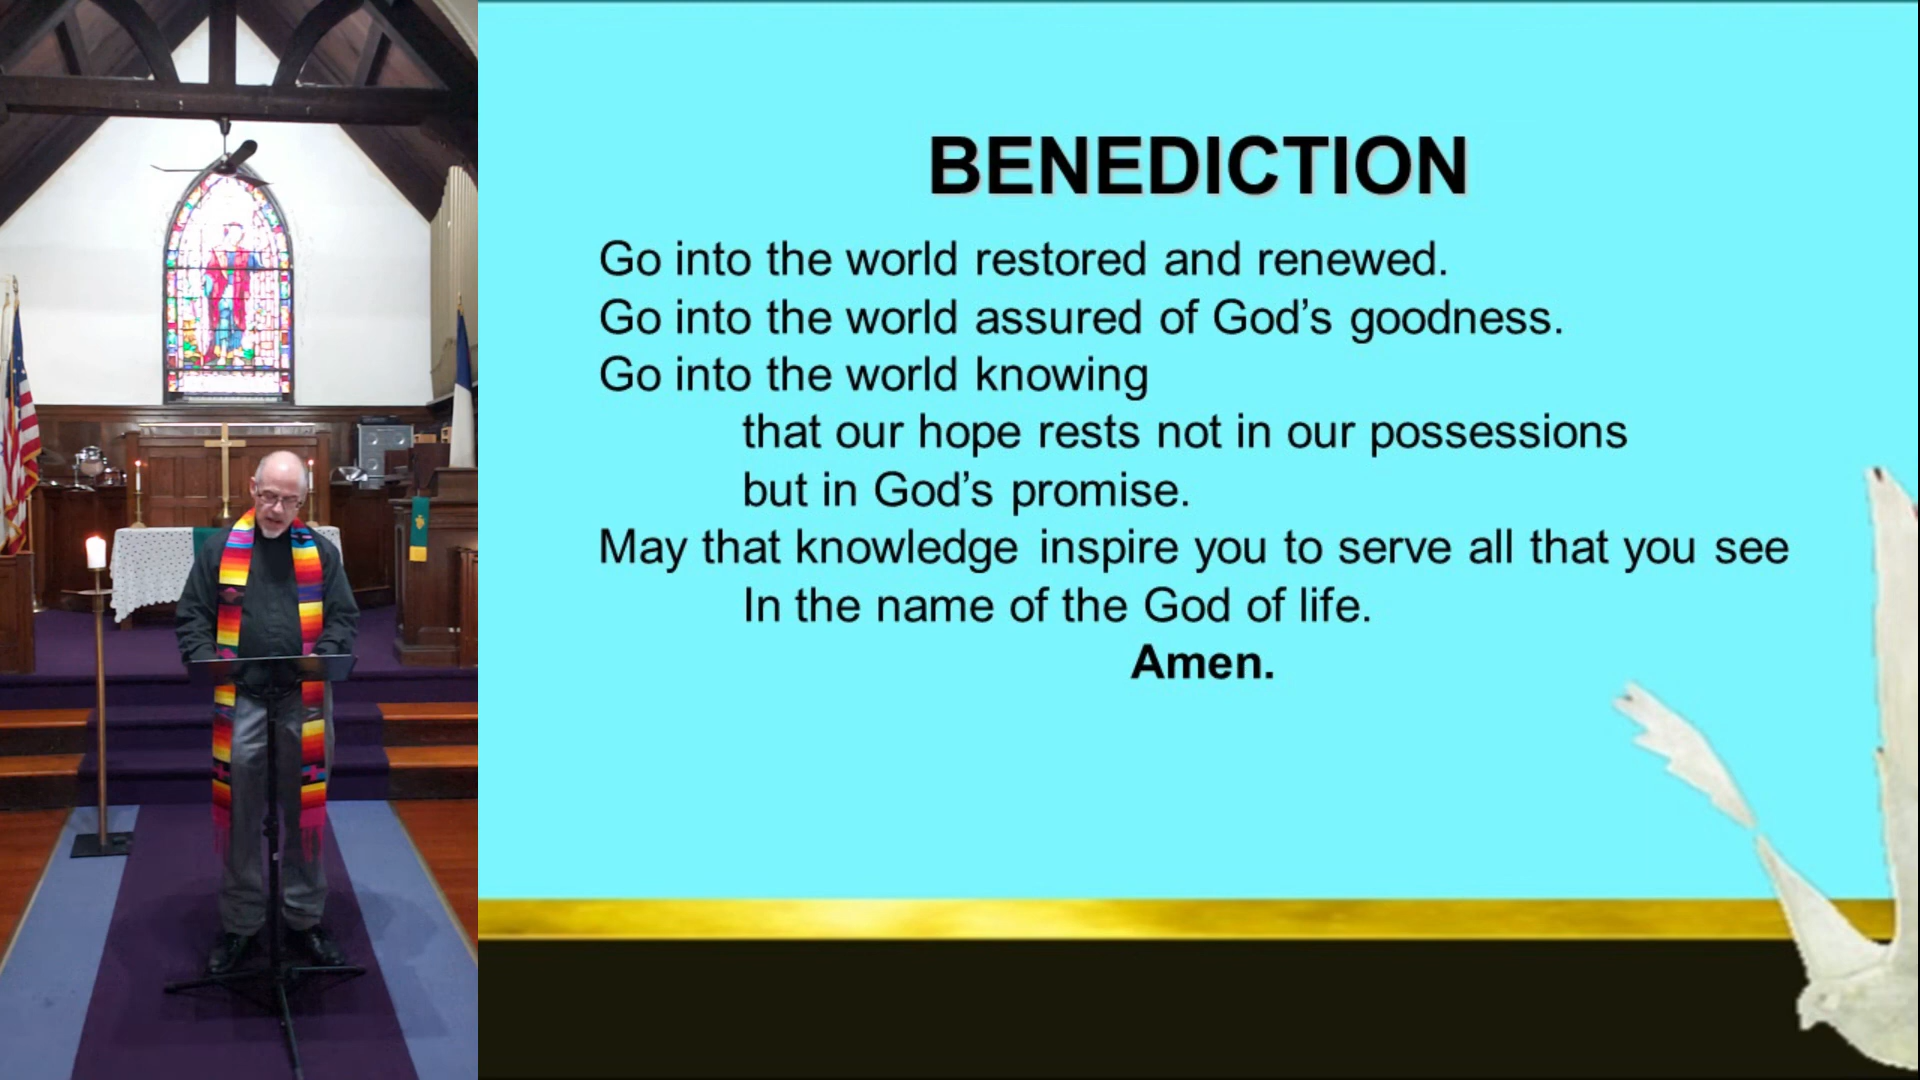 BENEDICTION
Go into the world restored and renewed.
Go into the world assured of God’s goodness.
Go into the world knowing
that our hope rests not in our possessions
but in God’s promise.
May that knowledge inspire you to serve all that you see
In the name of the God of life.
Amen.